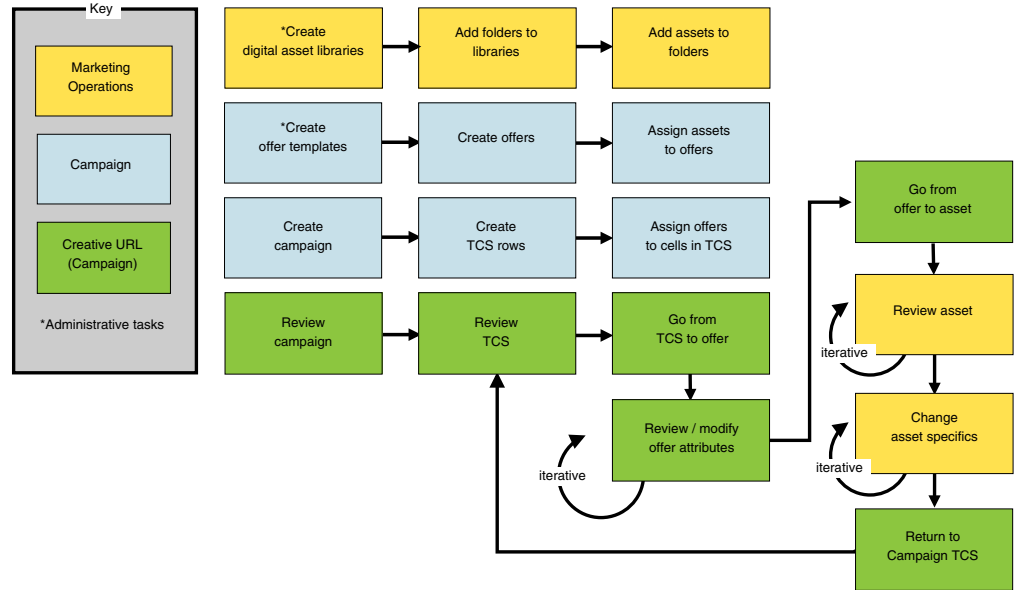 Key
Marketing
Operations
Campaign
Creative URL
(Campaign)
*Administrative tasks
*Create
digital asset libraries
Add folders to
libraries
Add assets to
folders
*Create
offer templates
Create offers
Assign assets
to offers
Create
campaign
Create
TCS rows
Assign offers
to cells in TCS
Review
campaign
Review
TCS
Go from
TCS to offer
Review / modify
offer attributes
iterative
Go from
offer to asset
Review asset
iterative
Change
asset specifics
iterative
Return to
Campaign TCS